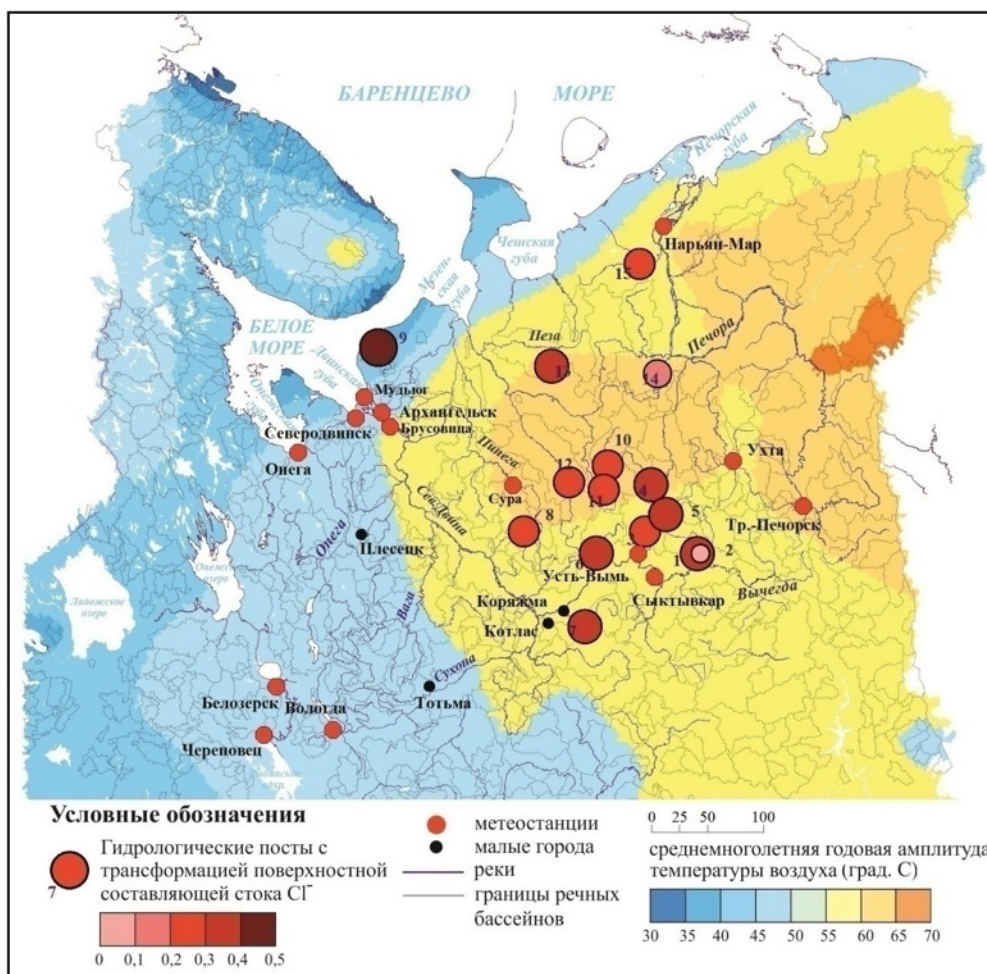 БАРЕНЦЕВО МОРЕ
Печорская губа
Нарьян-Мар
Чешская губа
15
Мезен-
ская губа
БЕЛОЕ
МОРЕ
9
Пеза
Печора
13
14
Двинская губа
Мудьюг
Онежская губа
Архангельск
Северодвинск
Брусовица
Онега
Пинега
10
12
Ухта
11
4
Сура
5
Тр.-Печорск
Сев.Двина
8
Онега
Плесецк
1
2
6
Усть-Вымь
Онежское
озеро
Ладожское
озеро
Сыктывкар
Вычегда
Вага
Коряжма
Котлас
7
Сухона
Белозерск
Вологда
Тотьма
Череповец
Условные обозначения
7
Гидрологические посты с
трансформацией поверхностной
составляющей стока Cl⁻
0 0,1 0,2 0,3 0,4 0,5
метеостанции
малые города
реки
границы речных
бассейнов
0 50 100
среднемноголетняя годовая амплитуда
температуры воздуха (град. С)
30 35 40 45 50 55 60 65 70